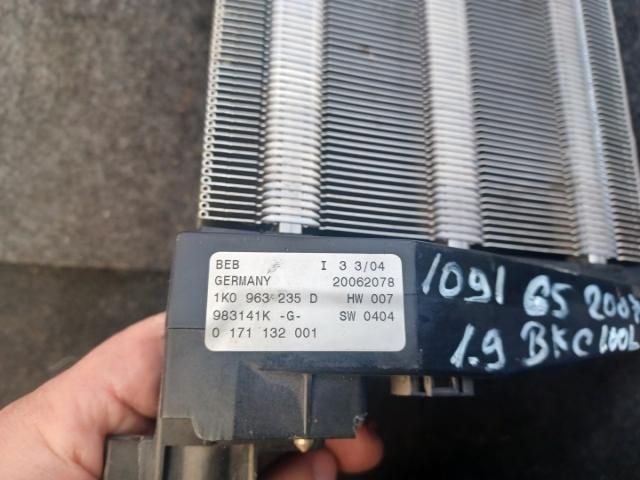 BEB I 3 3/04
GERMANY 20062078
1K0 963 235 D HW 007
983141K -G- SW 0404
0 171 132 001
1091 G5 2007
1.9 BKC